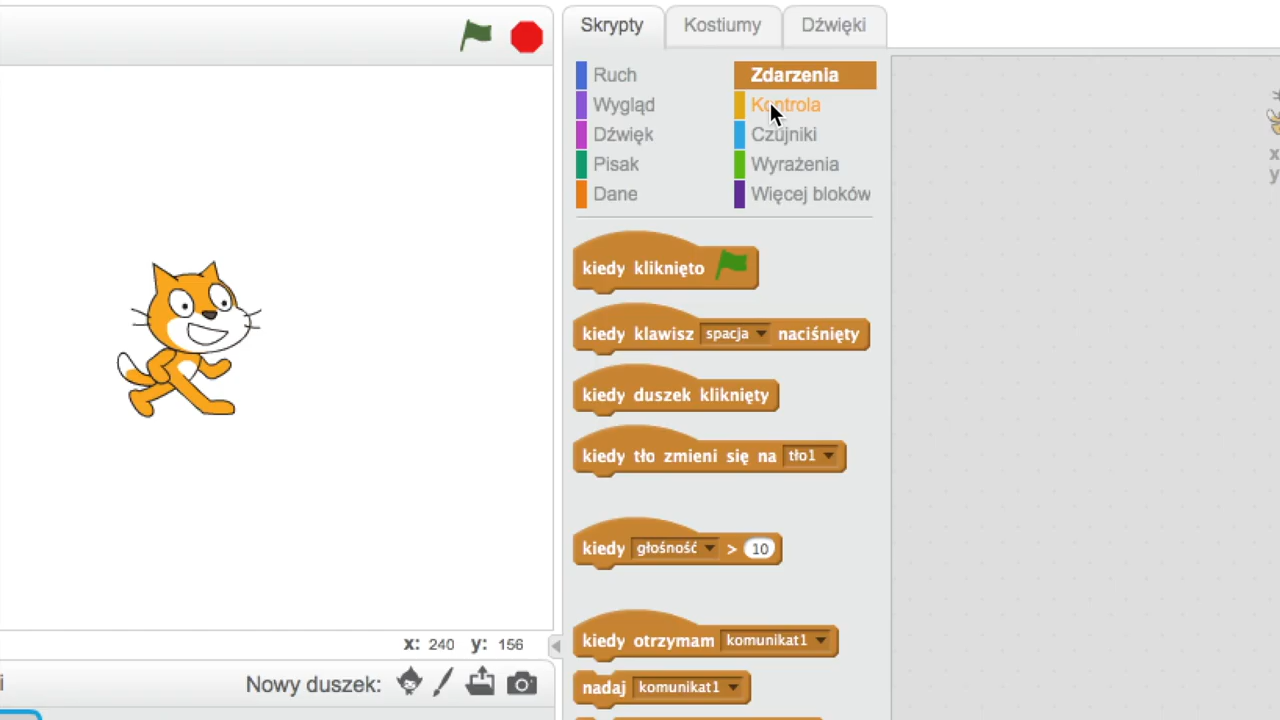 Skrypty
Kostiumy
Dźwięki
Ruch
Zdarzenia
Wygląd
Kontrola
Dźwięk
Czujniki
Pisak
Wyrażenia
Dane
Więcej bloków
kiedy kliknięto
kiedy klawisz spacja naciśnięty
kiedy duszek kliknięty
kiedy tło zmieni się na tło1
kiedy głośność > 10
kiedy otrzymam komunikat1
nadaj komunikat1
x: 240 y: 156
Nowy duszek:
x
y